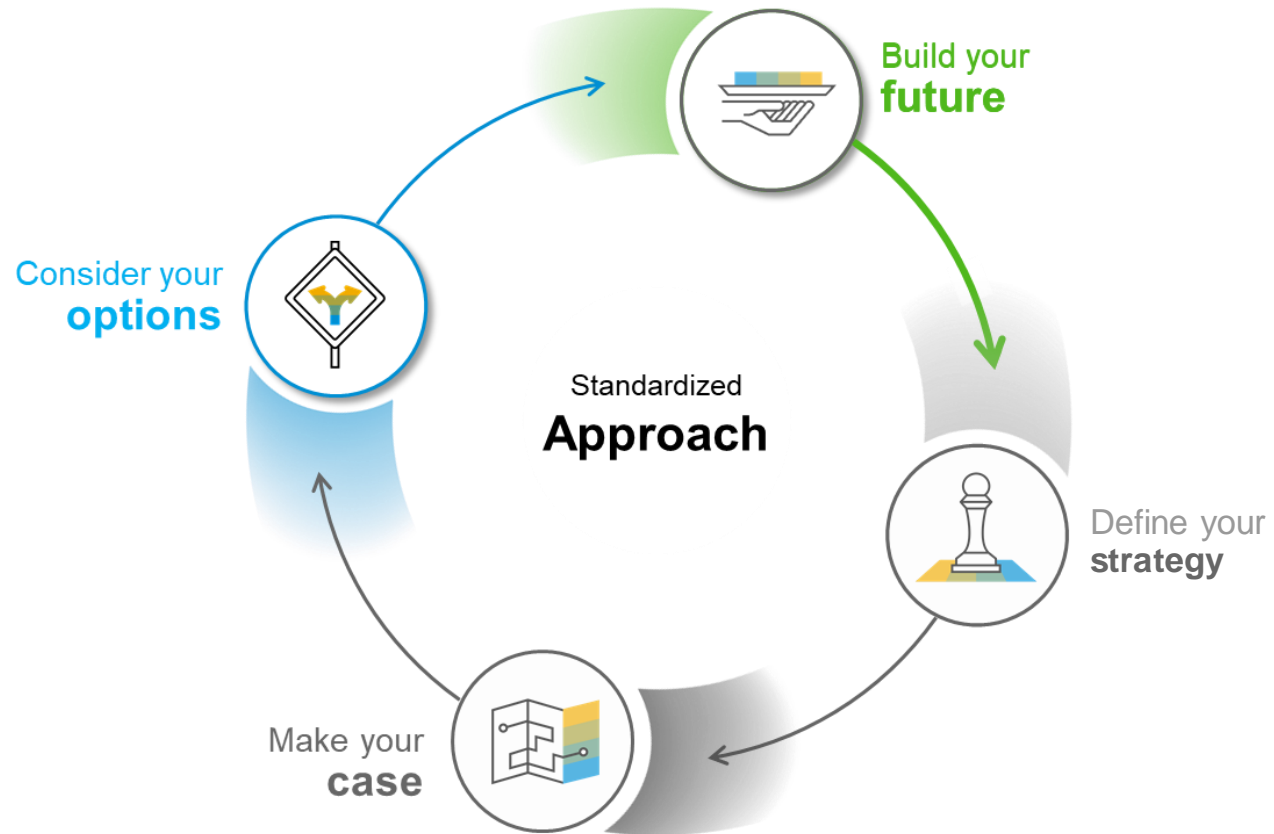 Build your
future
Consider your
options
Standardized
Approach
Define your
strategy
Make your
case